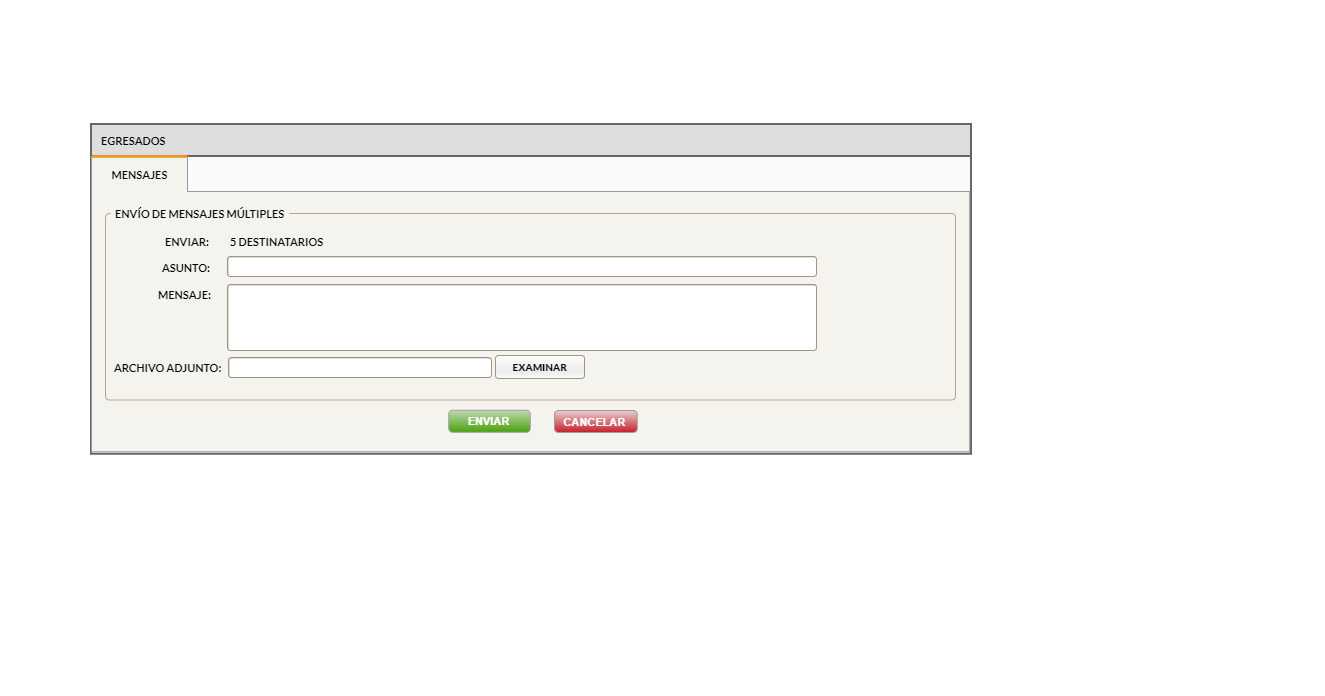 EGRESADOS
MENSAJES
ENVÍO DE MENSAJES MÚLTIPLES
ENVIAR: 5 DESTINATARIOS
ASUNTO:
MENSAJE:
ARCHIVO ADJUNTO: EXAMINAR
ENVIAR CANCELAR